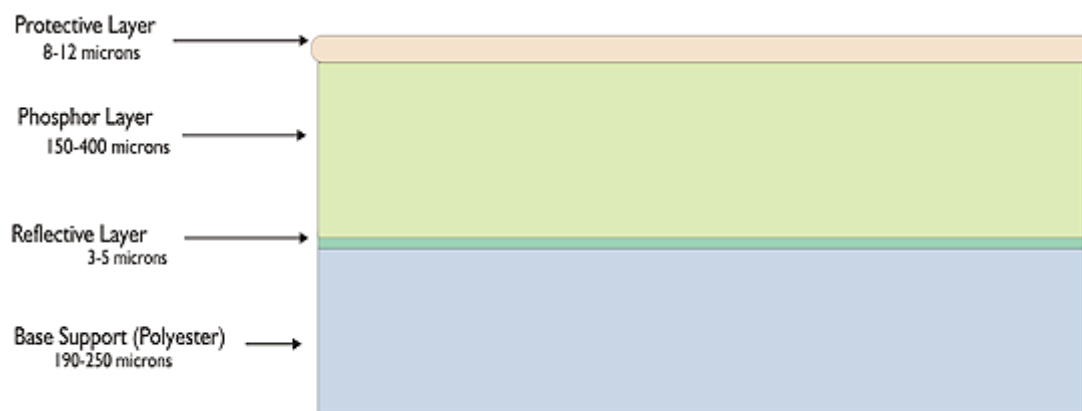 Protective Layer
8-12 microns
Phosphor Layer
150-400 microns
Reflective Layer
3-5 microns
Base Support (Polyester)
190-250 microns